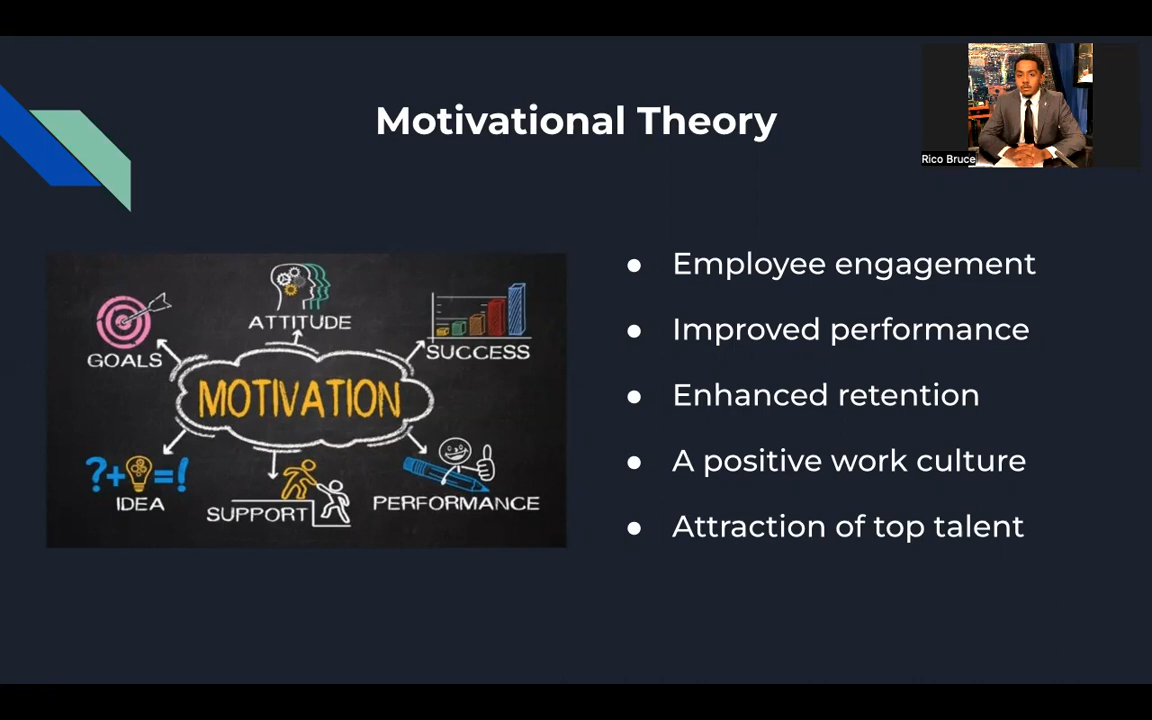 Motivational Theory
Rico Bruce
GOALS
ATTITUDE
SUCCESS
MOTIVATION
?+=!
IDEA
SUPPORT
PERFORMANCE
● Employee engagement
● Improved performance
● Enhanced retention
● A positive work culture
● Attraction of top talent